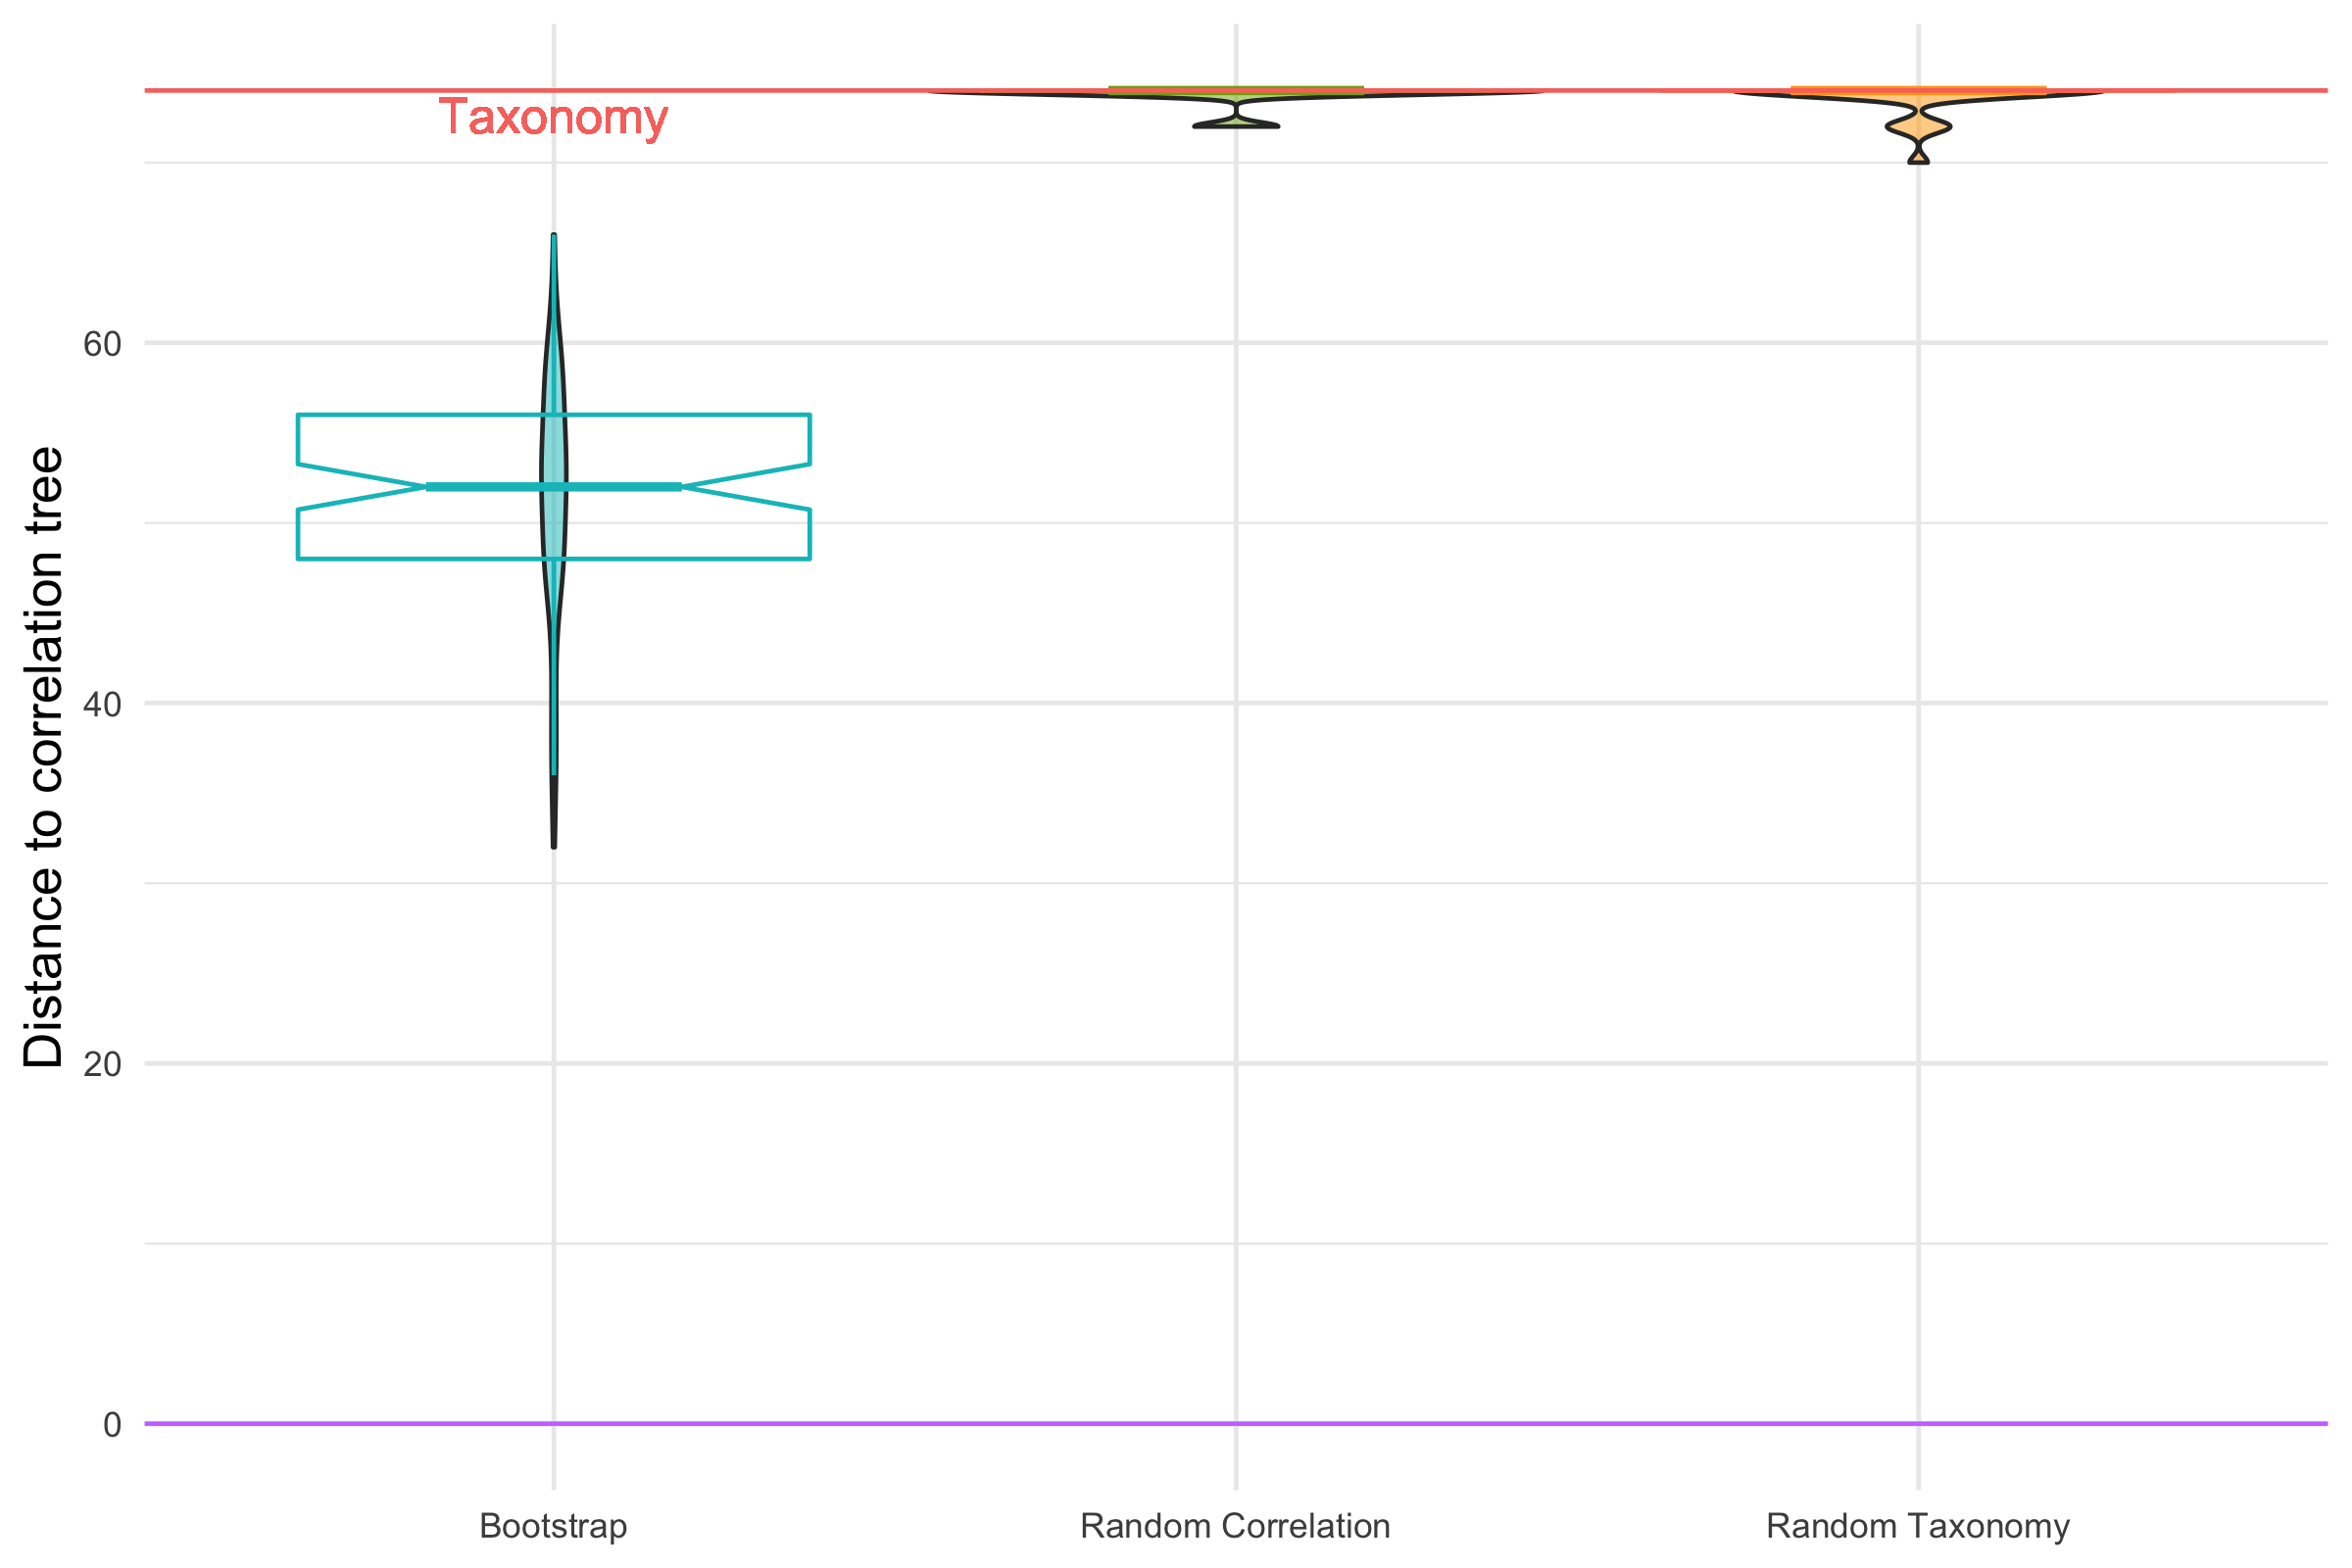 Taxonomy
Distance to correlation tree
60
40
20
0
Bootstrap
Random Correlation
Random Taxonomy